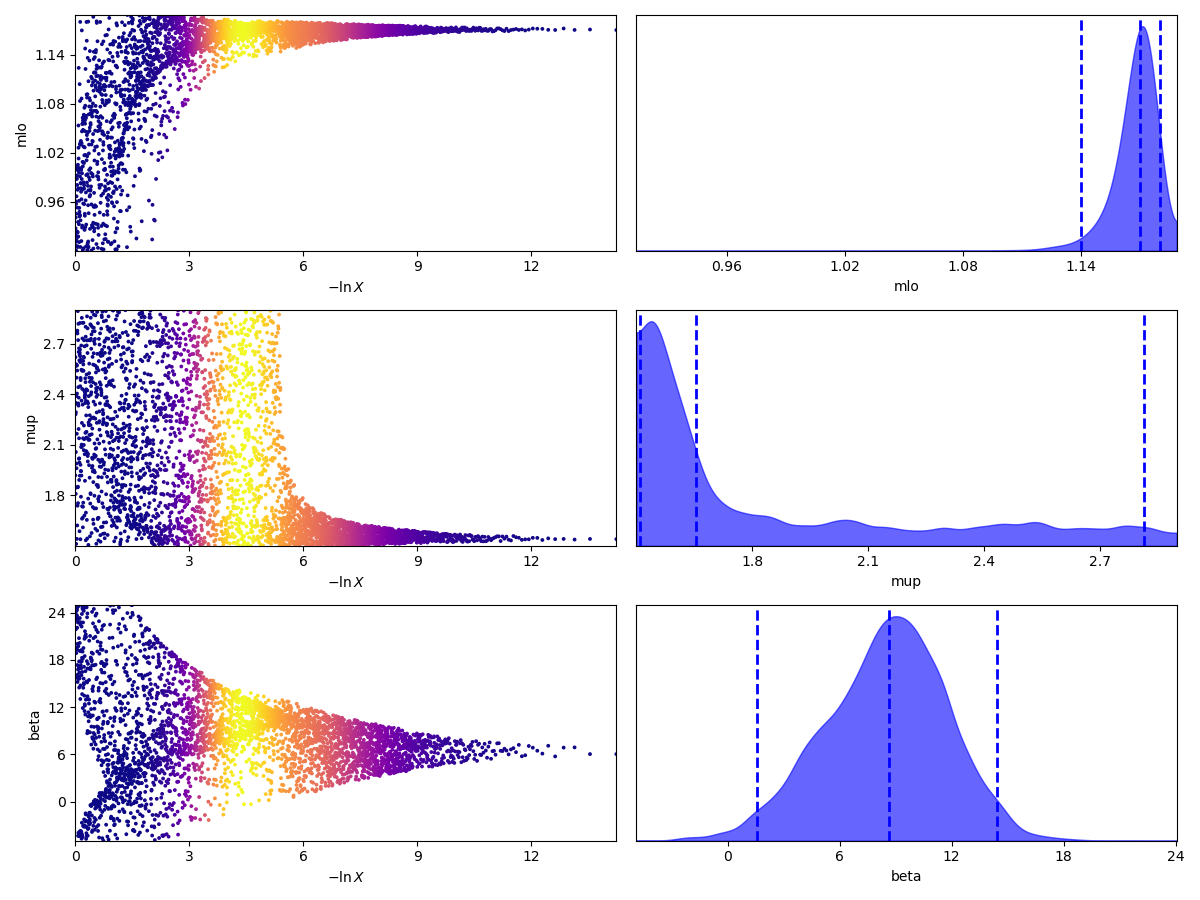 mlo
1.14
1.08
1.02
0.96
0 3 6 9 12
−ln X
0.96 1.02 1.08 1.14
mlo
mup
2.7
2.4
2.1
1.8
0 3 6 9 12
−ln X
1.8 2.1 2.4 2.7
mup
beta
24
18
12
6
0
0 3 6 9 12
−ln X
0 6 12 18 24
beta